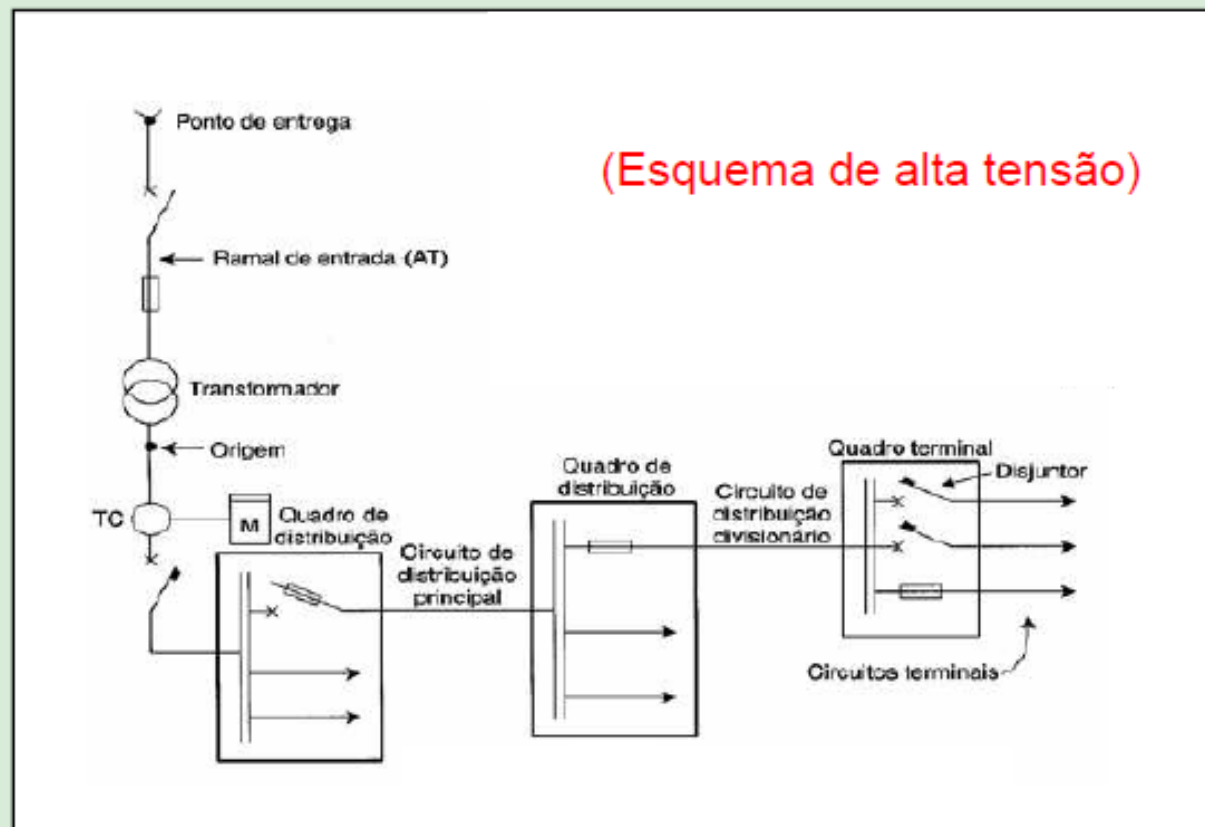 Ponto de entrega
(Esquema de alta tensão)
Ramal de entrada (AT)
Transformador
Origem
TC
M
Quadro de
distribuição
Circuito de
distribuição
principal
Quadro de
distribuição
Circuito de
distribuição
divisionário
Quadro terminal
Disjuntor
Circuitos terminais